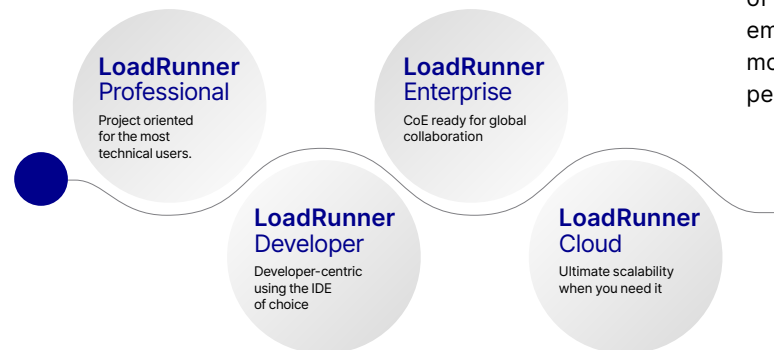 LoadRunner
Professional
Project oriented
for the most
technical users.
LoadRunner
Developer
Developer-centric
using the IDE
of choice
LoadRunner
Enterprise
CoE ready for global
collaboration
LoadRunner
Cloud
Ultimate scalability
when you need it